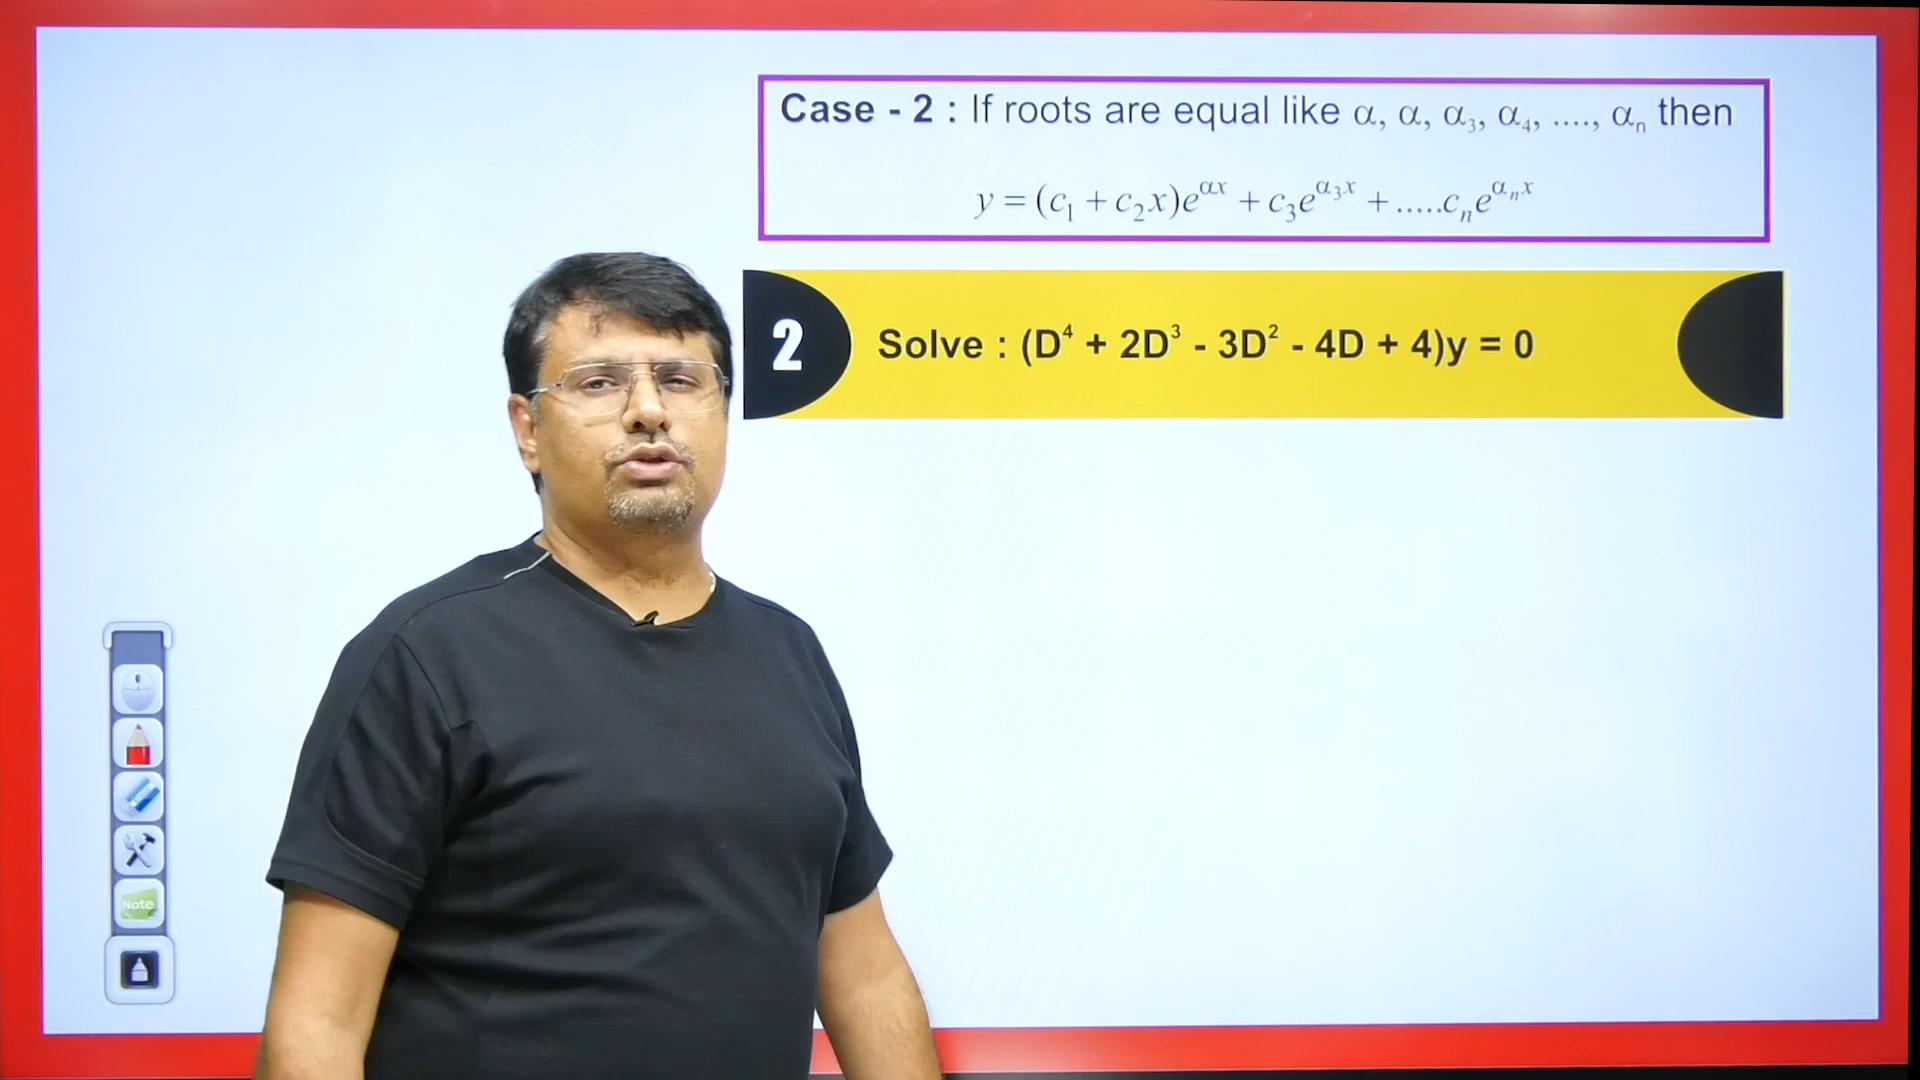 Case - 2 : If roots are equal like α, α, α₃, α₄, ...., αₙ then
y = (c₁ + c₂x)e^{αx} + c₃e^{α₃x} + .....cₙe^{αₙx}
2
Solve : (D⁴ + 2D³ - 3D² - 4D + 4)y = 0
Note